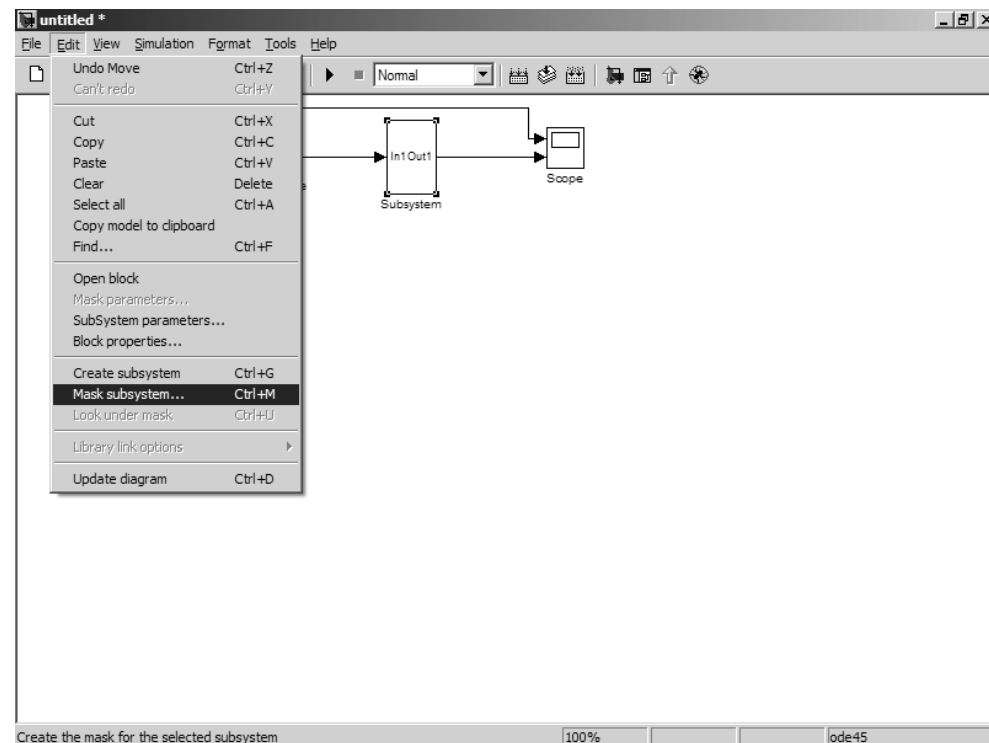 untitled *
File Edit View Simulation Format Tools Help
Normal
Undo Move Ctrl+Z
Can't redo Ctrl+Y
Cut Ctrl+X
Copy Ctrl+C
Paste Ctrl+V
Clear Delete
Select all Ctrl+A
Copy model to clipboard
Find... Ctrl+F
Open block
Mask parameters...
SubSystem parameters...
Block properties...
Create subsystem Ctrl+G
Mask subsystem... Ctrl+M
Look under mask Ctrl+U
Library link options
Update diagram Ctrl+D
In1 Out1
Subsystem
Scope
Create the mask for the selected subsystem 100% ode45